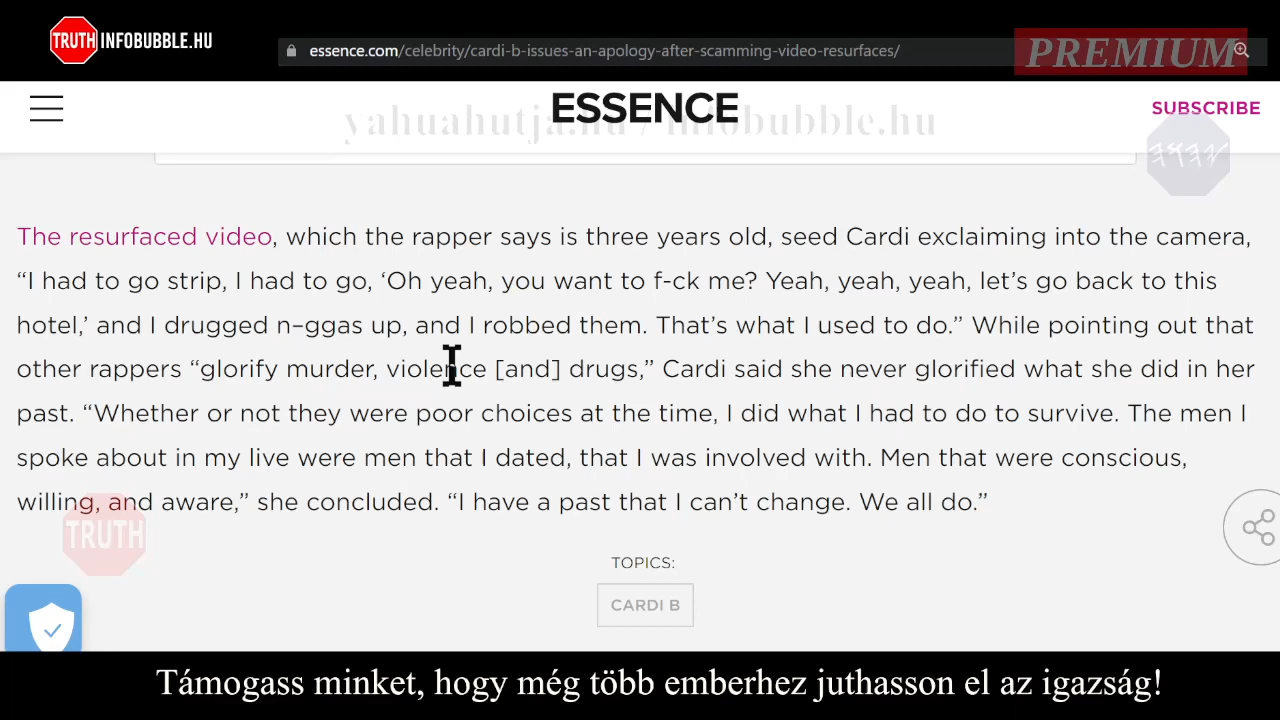 TRUTH INFOBUBBLE.HU
essence.com/celebrity/cardi-b-issues-an-apology-after-scamming-video-resurfaces/
PREMIUM
ESSENCE
SUBSCRIBE
yahuahutja.hu / infobubble.hu
𐤉𐤄𐤅𐤄
The resurfaced video, which the rapper says is three years old, seed Cardi exclaiming into the camera,
“I had to go strip, I had to go, ‘Oh yeah, you want to f-ck me? Yeah, yeah, yeah, let’s go back to this
hotel,’ and I drugged n–ggas up, and I robbed them. That’s what I used to do.” While pointing out that
other rappers “glorify murder, violence [and] drugs,” Cardi said she never glorified what she did in her
past. “Whether or not they were poor choices at the time, I did what I had to do to survive. The men I
spoke about in my live were men that I dated, that I was involved with. Men that were conscious,
willing, and aware,” she concluded. “I have a past that I can’t change. We all do.”
TRUTH
TOPICS:
CARDI B
Támogass minket, hogy még több emberhez juthasson el az igazság!